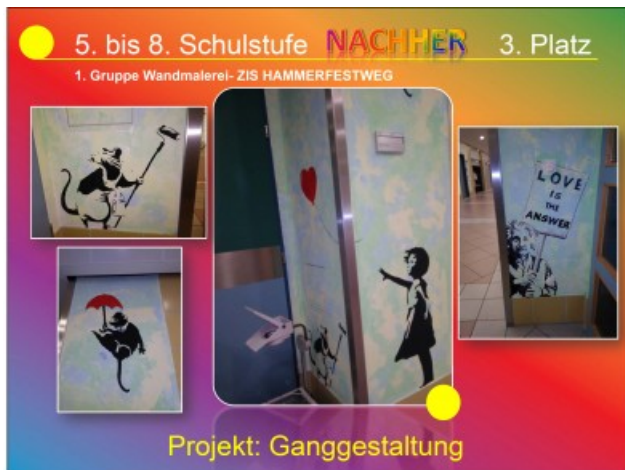 5. bis 8. Schulstufe NACHHER 3. Platz
1. Gruppe Wandmalerei- ZIS HAMMERFESTWEG
LOVE
IS
THE
ANSWER
Projekt: Ganggestaltung